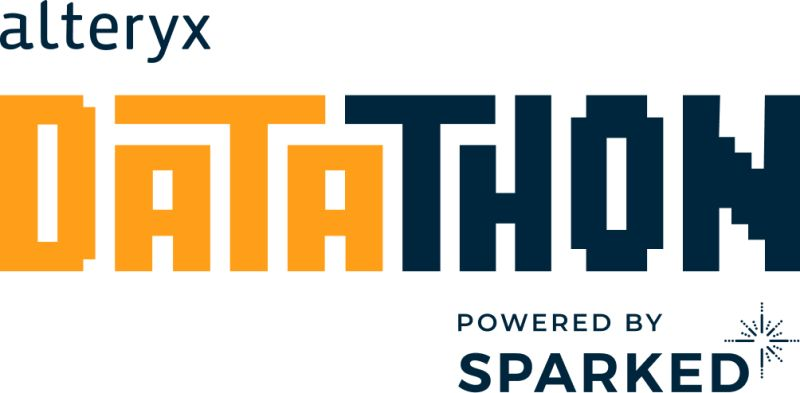 alteryx
DATATHON
POWERED BY
SPARKED